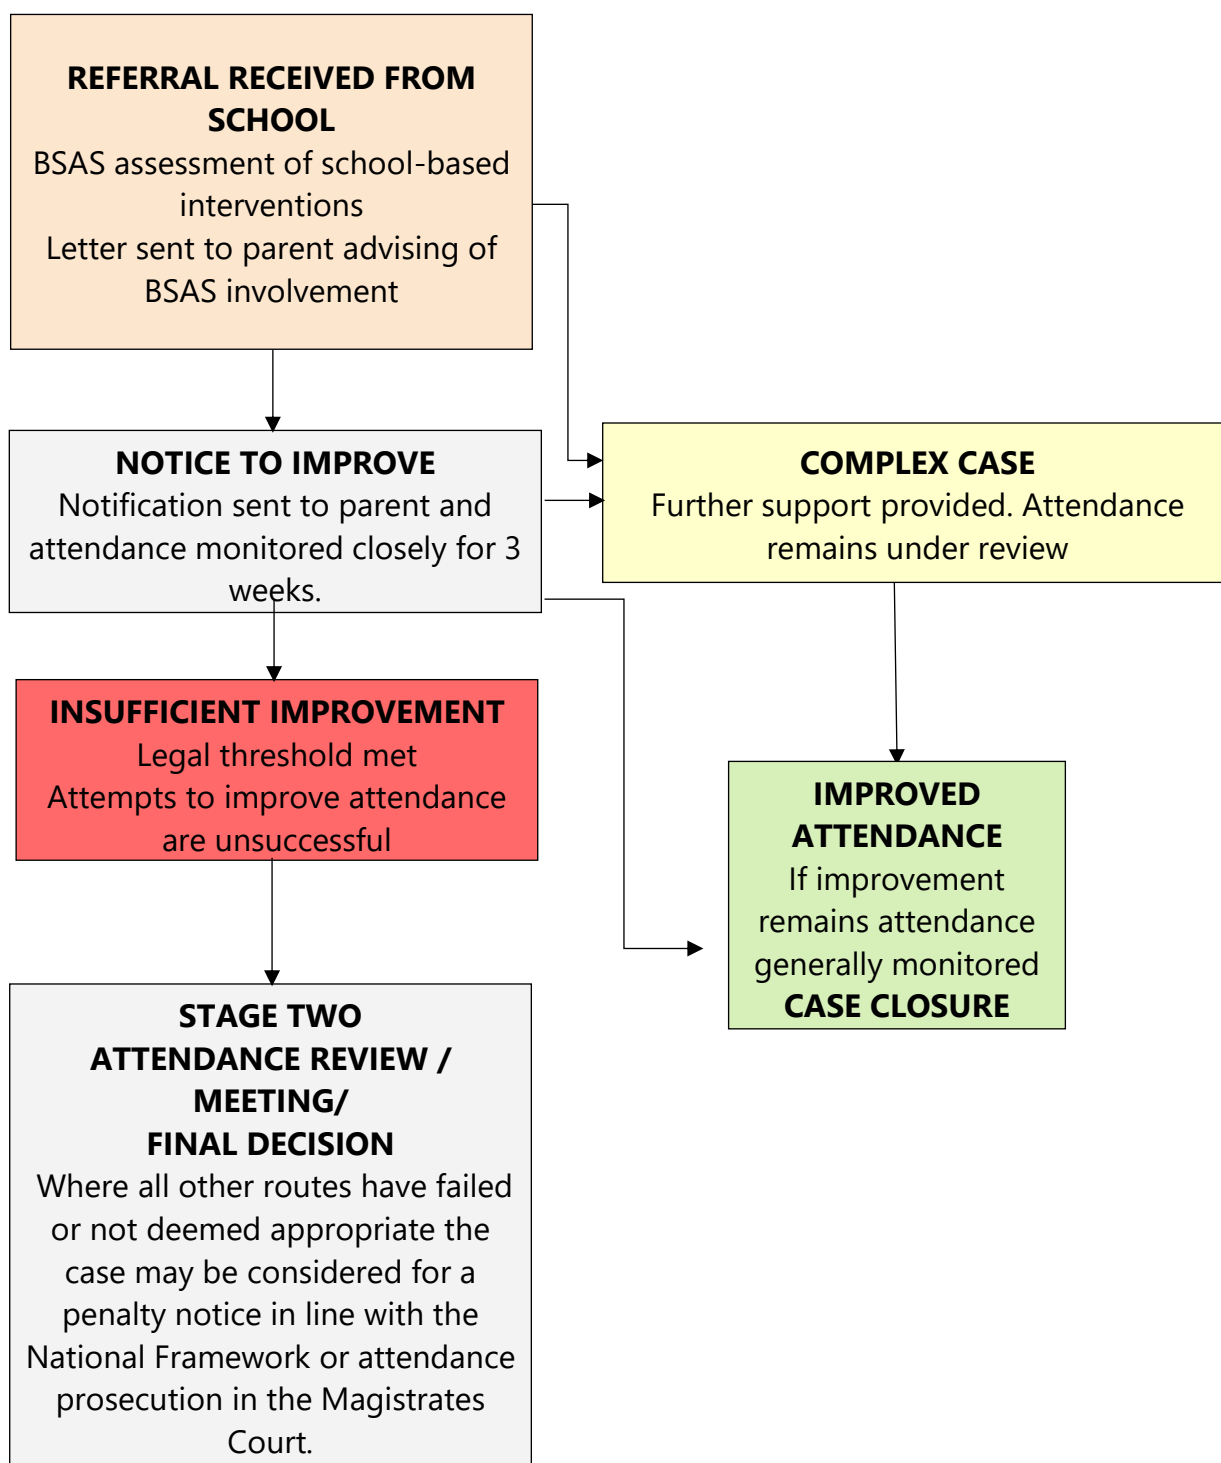 REFERRAL RECEIVED FROM
SCHOOL
BSAS assessment of school-based
interventions
Letter sent to parent advising of
BSAS involvement
NOTICE TO IMPROVE
Notification sent to parent and
attendance monitored closely for 3
weeks.
COMPLEX CASE
Further support provided. Attendance
remains under review
INSUFFICIENT IMPROVEMENT
Legal threshold met
Attempts to improve attendance
are unsuccessful
IMPROVED
ATTENDANCE
If improvement
remains attendance
generally monitored
CASE CLOSURE
STAGE TWO
ATTENDANCE REVIEW /
MEETING/
FINAL DECISION
Where all other routes have failed
or not deemed appropriate the
case may be considered for a
penalty notice in line with the
National Framework or attendance
prosecution in the Magistrates
Court.